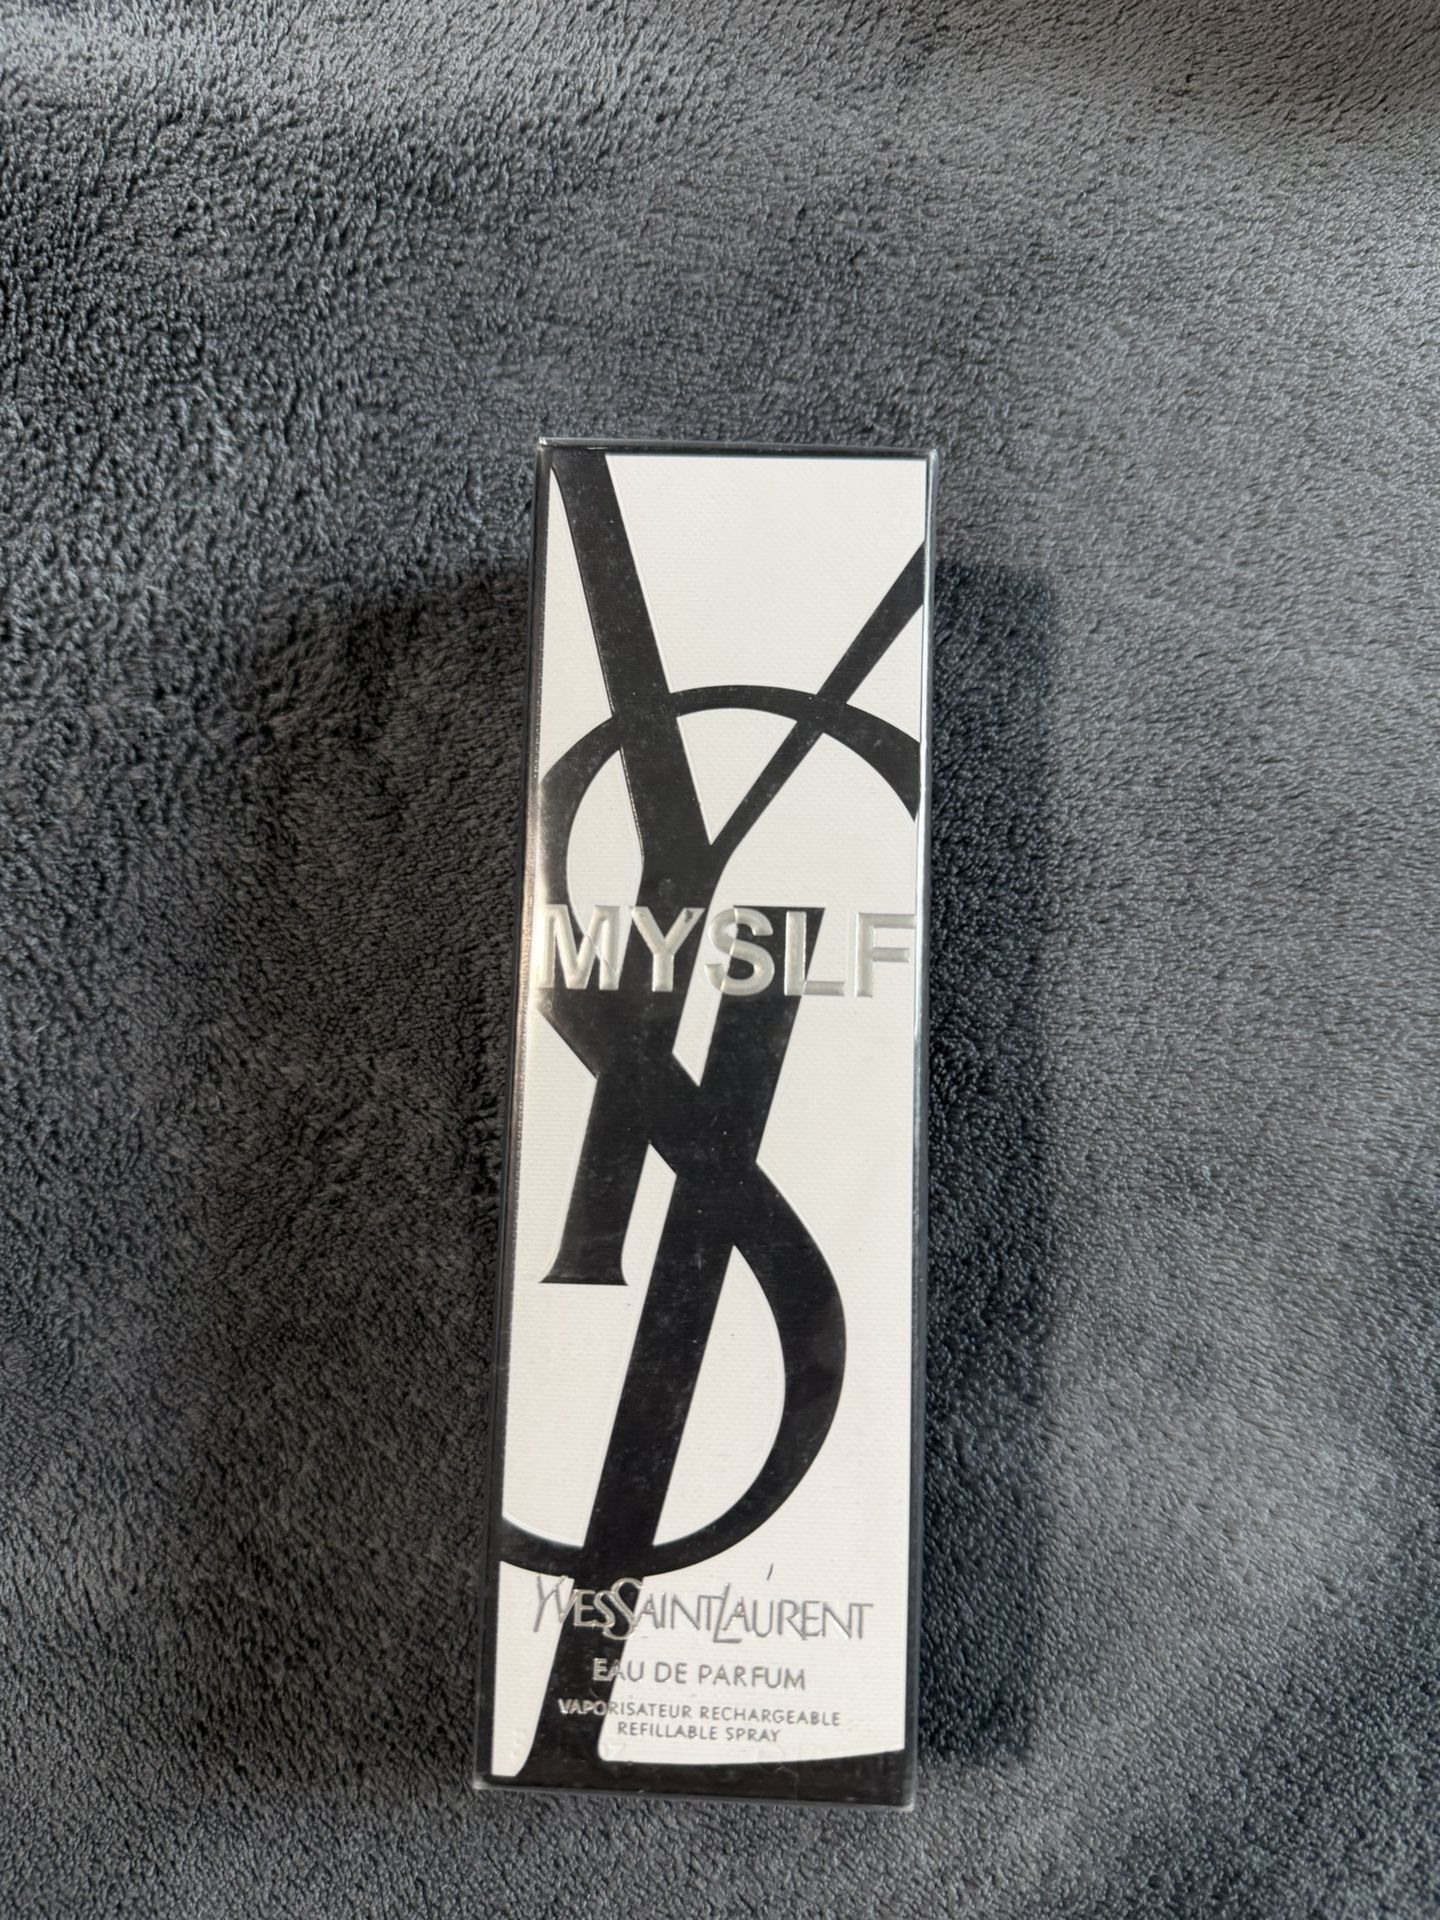 MYSLF
YVESSAINTLAURENT
EAU DE PARFUM
VAPORISATEUR RECHARGEABLE
REFILLABLE SPRAY